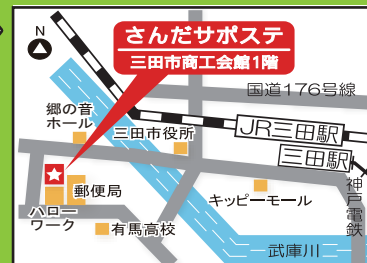 N
さんだサポステ
三田市商工会館1階
国道176号線
郷の音
ホール
三田市役所
JR三田駅
三田駅
神戸電鉄
郵便局
キッピーモール
ハロー
ワーク
有馬高校
武庫川